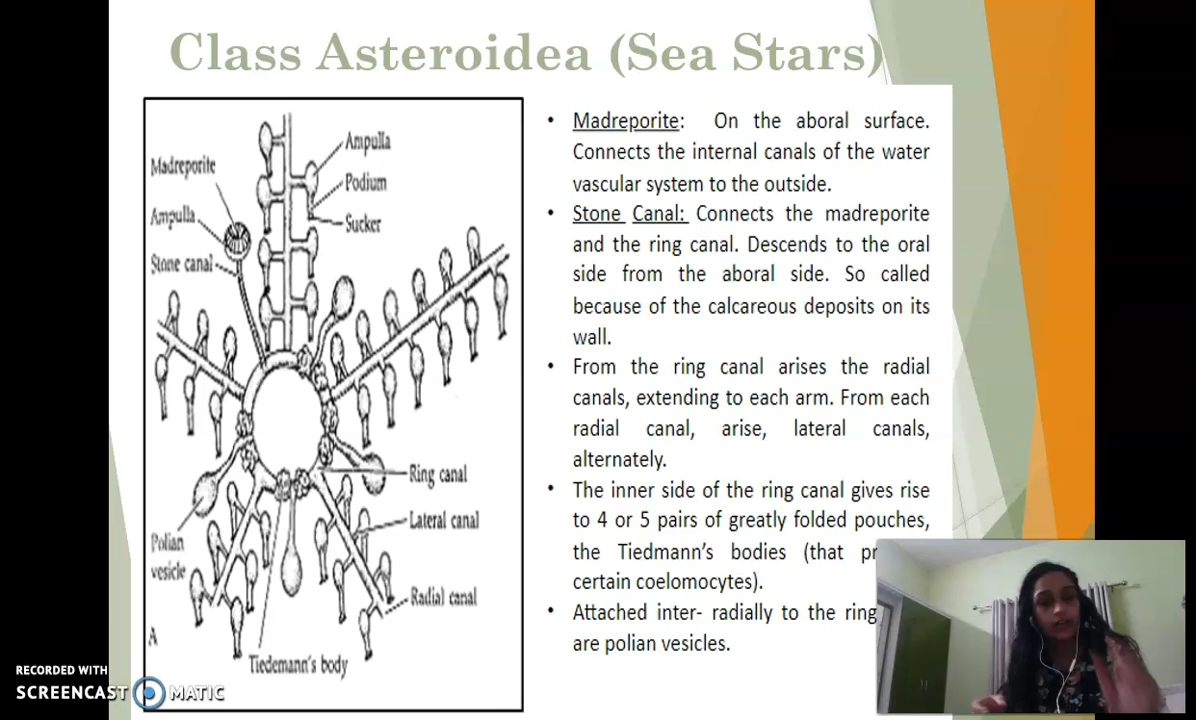 Class Asteroidea (Sea Stars)
Ampulla
Madreporite
Podium
Ampulla
Sucker
Stone canal
Ring canal
Lateral canal
Polian
vesicle
Radial canal
A
Tiedemann's body
• Madreporite: On the aboral surface.
Connects the internal canals of the water
vascular system to the outside.
• Stone Canal: Connects the madreporite
and the ring canal. Descends to the oral
side from the aboral side. So called
because of the calcareous deposits on its
wall.
• From the ring canal arises the radial
canals, extending to each arm. From each
radial canal, arise, lateral canals,
alternately.
• The inner side of the ring canal gives rise
to 4 or 5 pairs of greatly folded pouches,
the Tiedmann's bodies (that
certain coelomocytes).
• Attached inter- radially to the ring
are polian vesicles.
RECORDED WITH
SCREENCAST MATIC